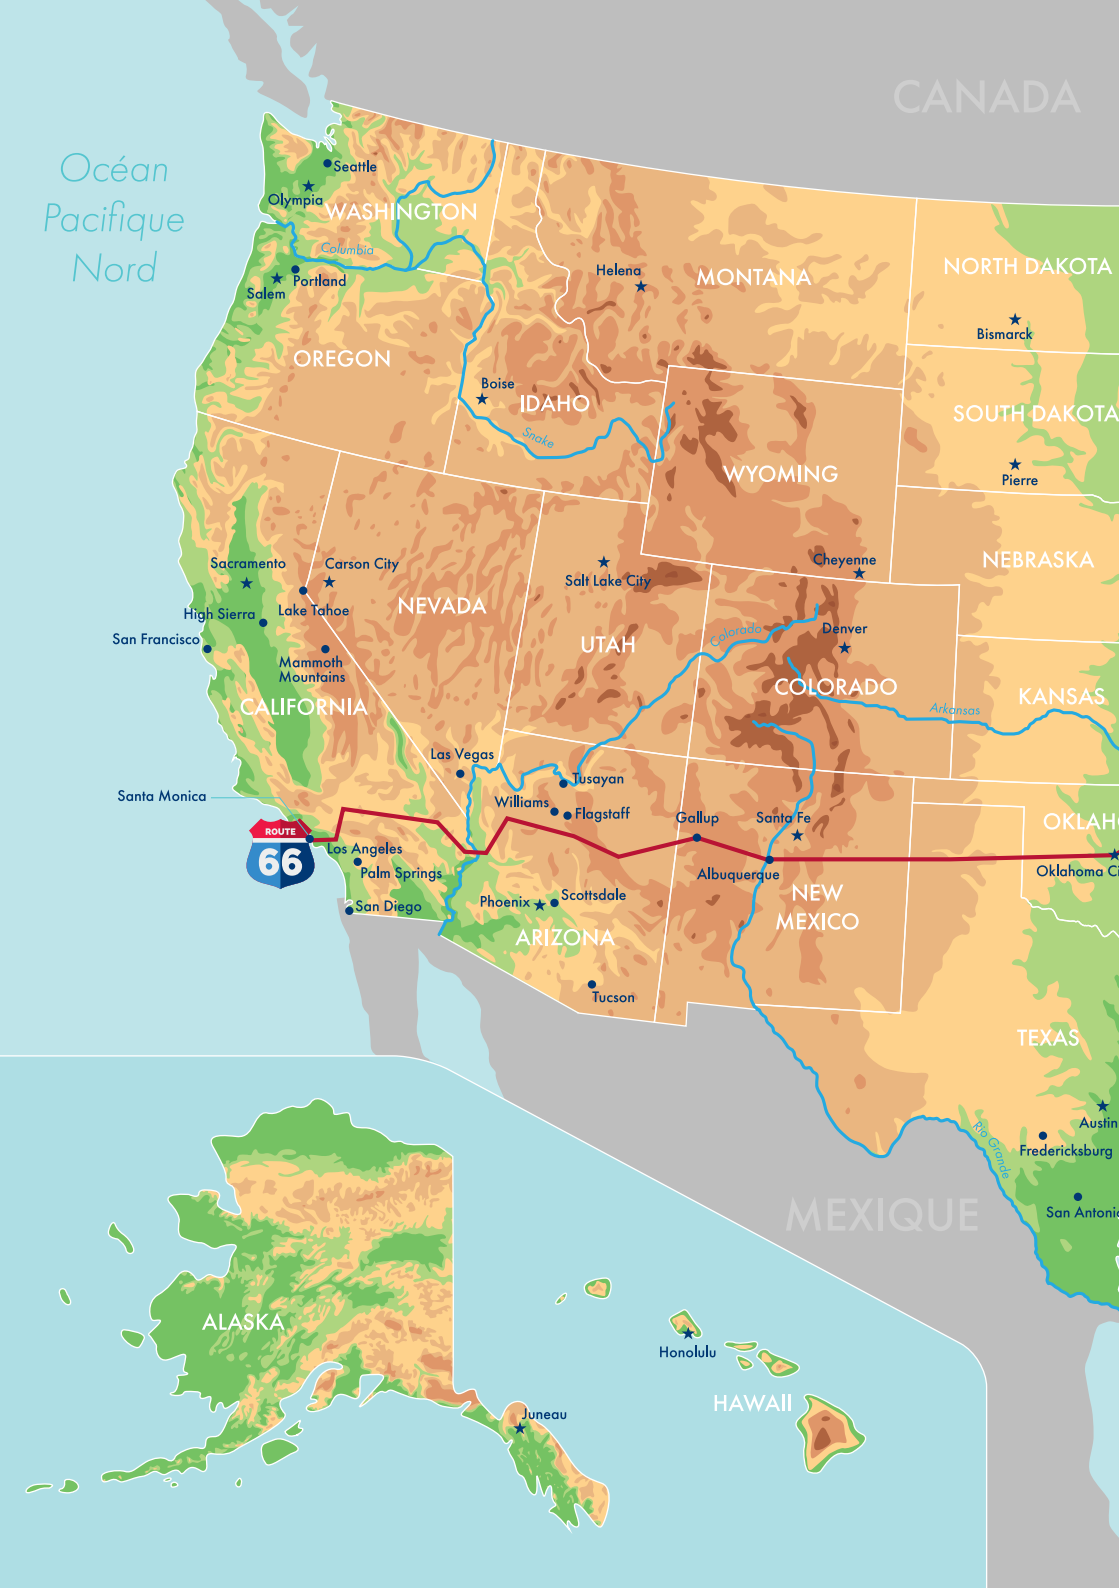 CANADA
Océan
Pacifique
Nord
Seattle
Olympia
WASHINGTON
Columbia
Portland
Salem
Helena
MONTANA
NORTH DAKOTA
Bismarck
OREGON
Boise
IDAHO
Snake
SOUTH DAKOTA
Pierre
WYOMING
Cheyenne
NEBRASKA
Sacramento
Carson City
Salt Lake City
High Sierra
Lake Tahoe
NEVADA
San Francisco
UTAH
Colorado
Denver
Mammoth
Mountains
COLORADO
KANSAS
CALIFORNIA
Arkansas
Las Vegas
Tusayan
Santa Monica
Williams
Flagstaff
Gallup
Santa Fe
OKLAHO
ROUTE
66
Los Angeles
Palm Springs
Albuquerque
Oklahoma Ci
San Diego
Phoenix
Scottsdale
NEW
MEXICO
ARIZONA
Tucson
TEXAS
Austin
Rio Grande
Fredericksburg
MEXIQUE
San Antonio
ALASKA
Honolulu
HAWAII
Juneau